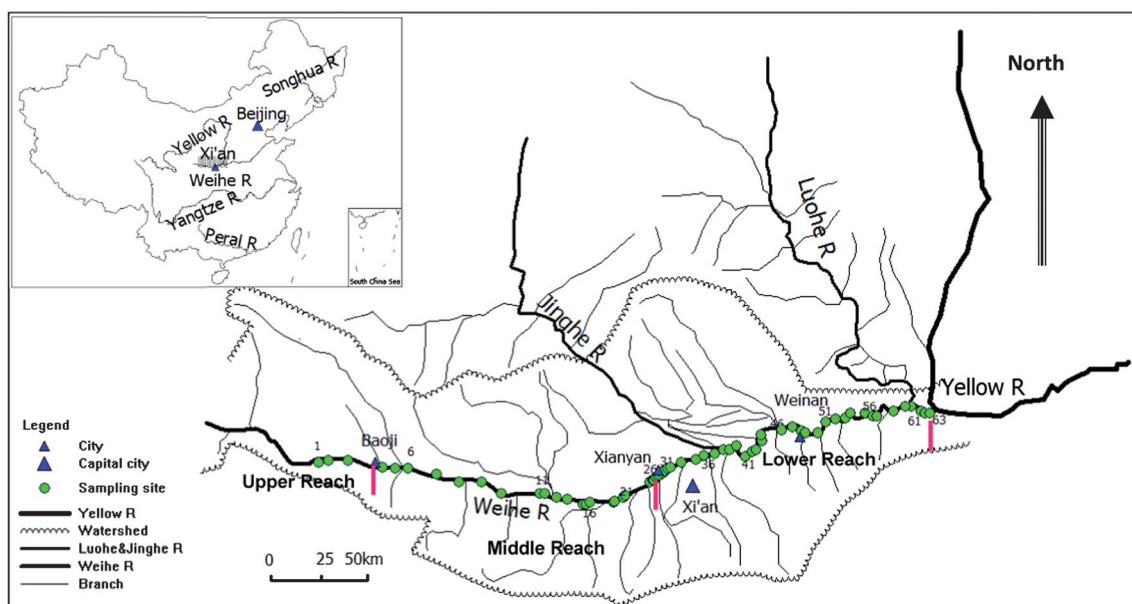 Songhua R
Beijing
Yellow R
Xi'an
Weihe R
Yangtze R
Peral R
South China Sea
North
Luohe R
Jinghe R
Yellow R
Weinan
51
56
61
63
46
Lower Reach
41
36
Xianyan
31
26
Xi'an
21
16
11
Weihe R
Middle Reach
Baoji
6
1
Upper Reach
Legend
City
Capital city
Sampling site
Yellow R
Watershed
Luohe&Jinghe R
Weihe R
Branch
0 25 50km